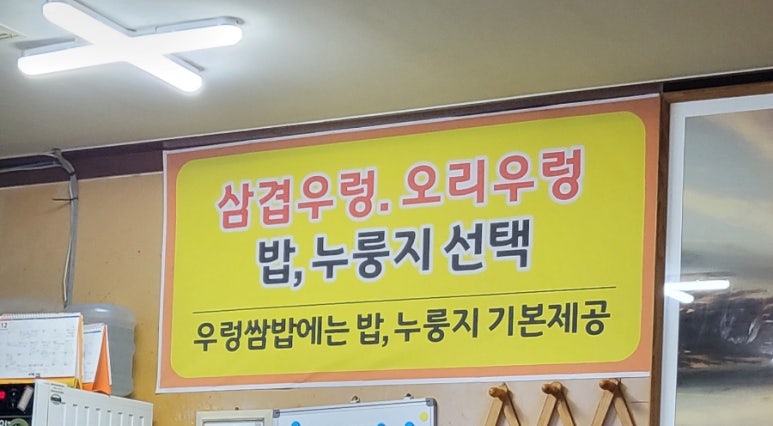 삼겹우렁. 오리우렁
밥, 누룽지 선택
우렁쌈밥에는 밥, 누룽지 기본제공
12